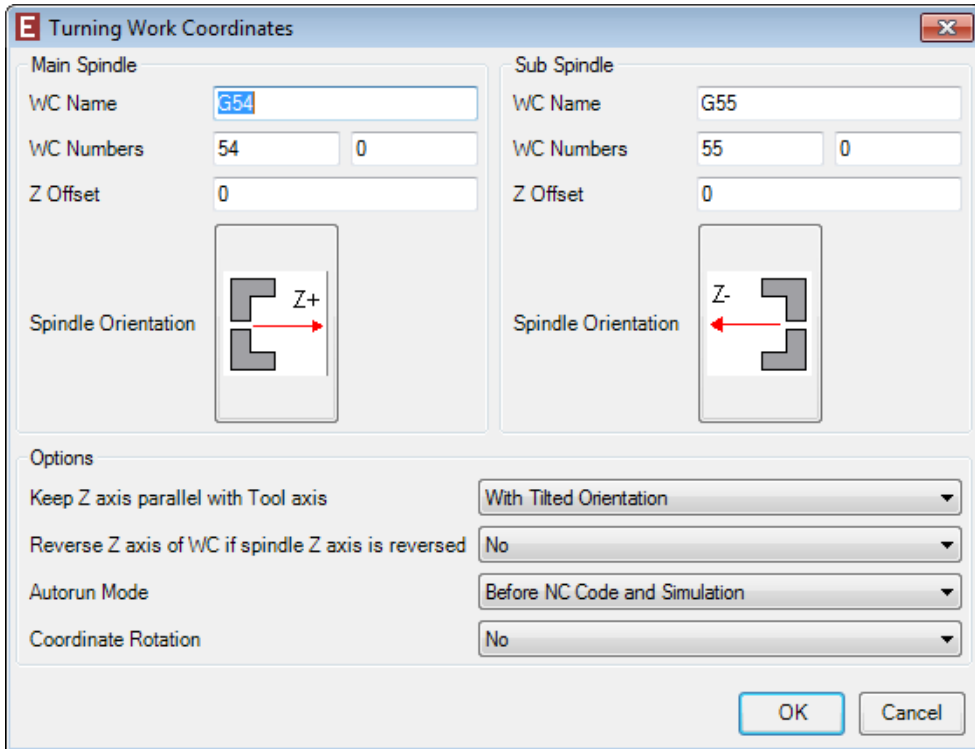 E Turning Work Coordinates
Main Spindle
WC Name G54
WC Numbers 54 0
Z Offset 0
Spindle Orientation Z+
Sub Spindle
WC Name G55
WC Numbers 55 0
Z Offset 0
Spindle Orientation Z-
Options
Keep Z axis parallel with Tool axis With Tilted Orientation
Reverse Z axis of WC if spindle Z axis is reversed No
Autorun Mode Before NC Code and Simulation
Coordinate Rotation No
OK Cancel